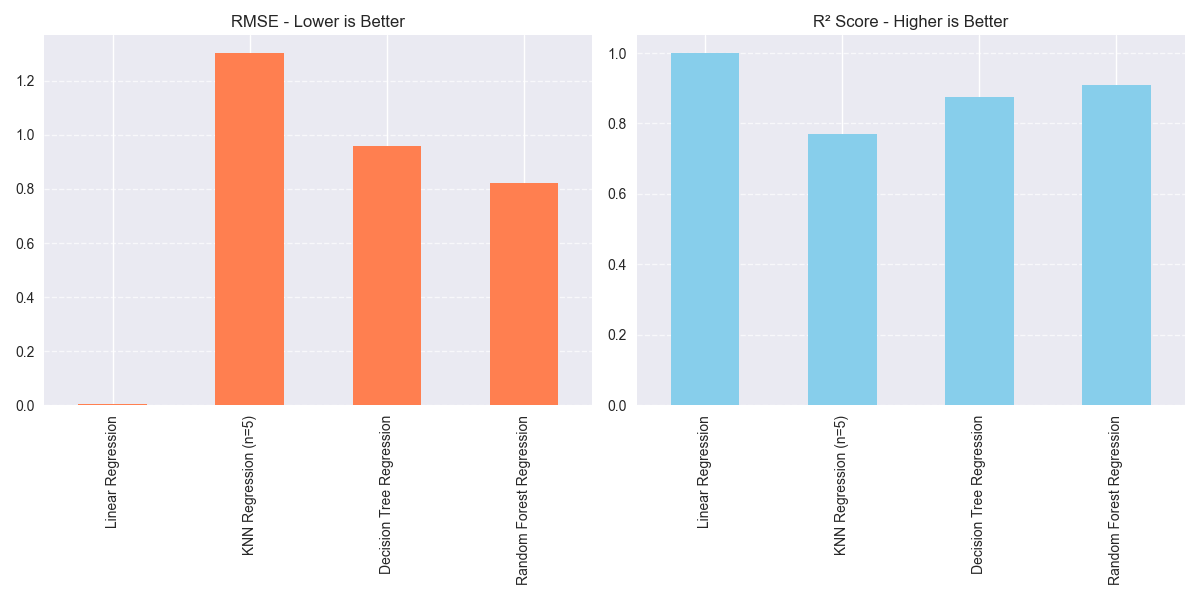 RMSE - Lower is Better
1.2
1.0
0.8
0.6
0.4
0.2
0.0
Linear Regression
KNN Regression (n=5)
Decision Tree Regression
Random Forest Regression
R² Score - Higher is Better
1.0
0.8
0.6
0.4
0.2
0.0
Linear Regression
KNN Regression (n=5)
Decision Tree Regression
Random Forest Regression